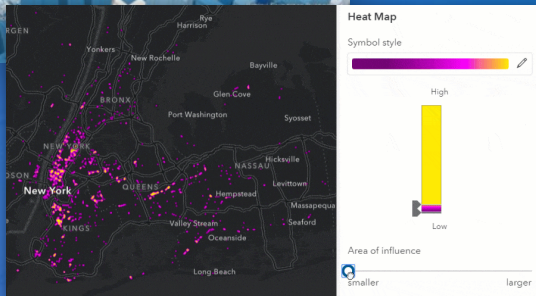 Rye
Harrison
RGEN
Yonkers
New Rochelle
Bayville
Glen Cove
BRONX
Port Washington
Syosset
NEW YORK
Hicksville
NASSAU
DSON
QUEENS
Levittown
New York
Hempstead
Massapequa
Valley Stream
Seaford
KINGS
Oceanside
Long Beach
Heat Map
Symbol style
High
Low
Area of influence
smaller
larger